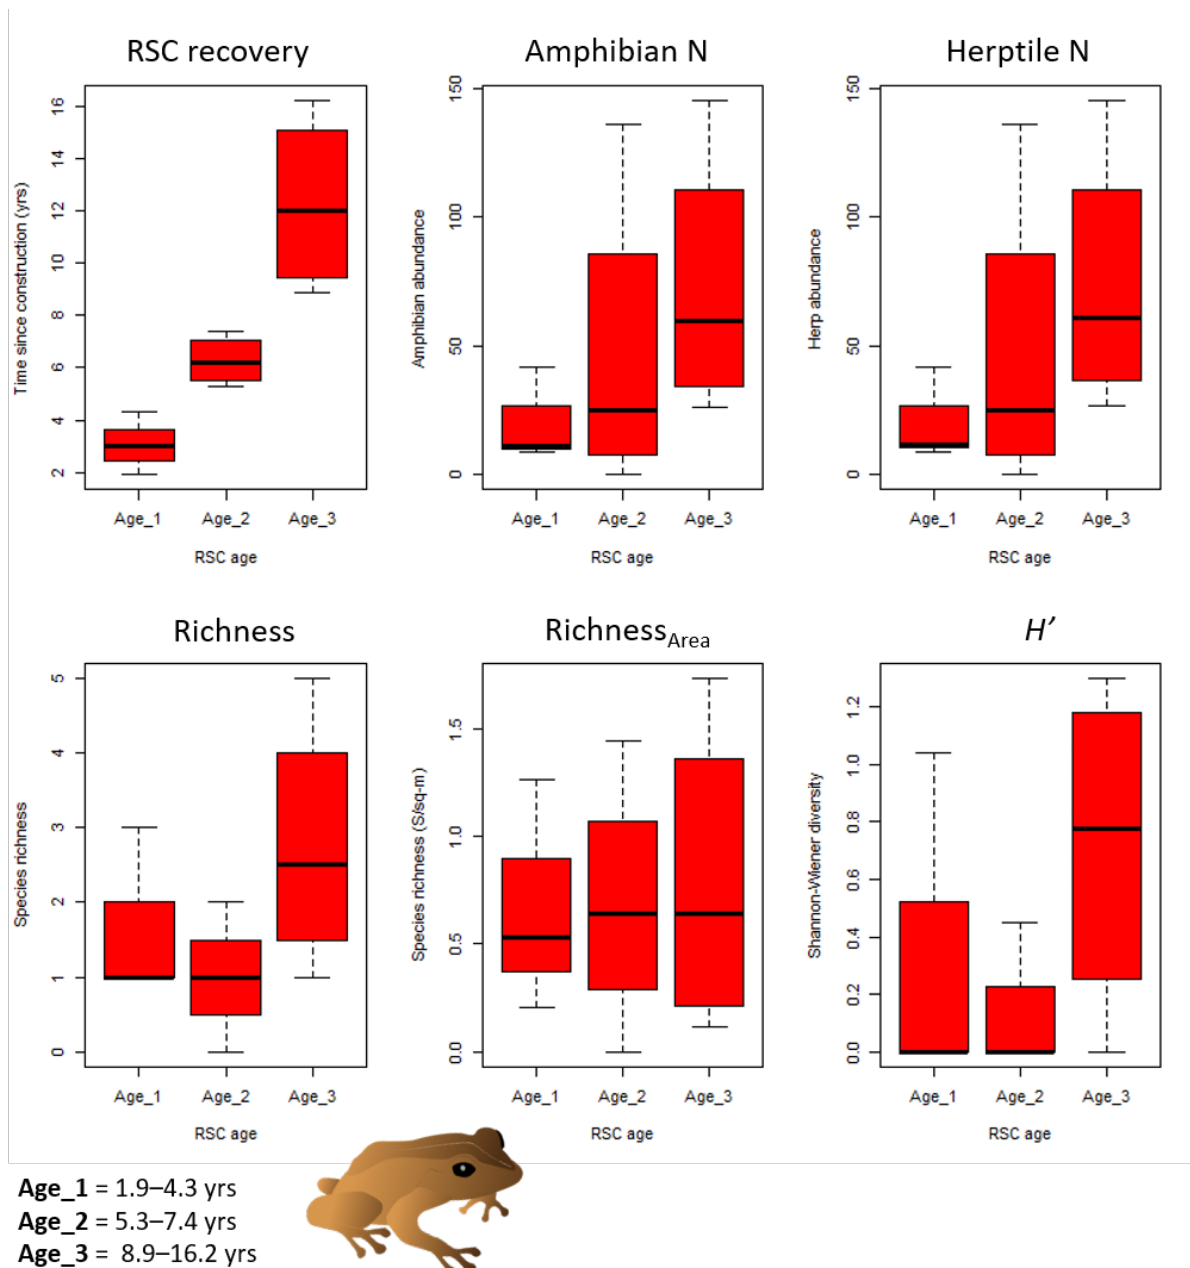 RSC recovery
Amphibian N
Herptile N
Time since construction (yrs)
2
4
6
8
10
12
14
16
Age_1
Age_2
Age_3
RSC age
Amphibian abundance
0
50
100
150
Age_1
Age_2
Age_3
RSC age
Herp abundance
0
50
100
150
Age_1
Age_2
Age_3
RSC age
Richness
RichnessArea
H’
Species richness
0
1
2
3
4
5
Age_1
Age_2
Age_3
RSC age
Species richness (S/sq-m)
0.0
0.5
1.0
1.5
Age_1
Age_2
Age_3
RSC age
Shannon-Wiener diversity
0.0
0.2
0.4
0.6
0.8
1.0
1.2
Age_1
Age_2
Age_3
RSC age
Age_1 = 1.9–4.3 yrs
Age_2 = 5.3–7.4 yrs
Age_3 = 8.9–16.2 yrs